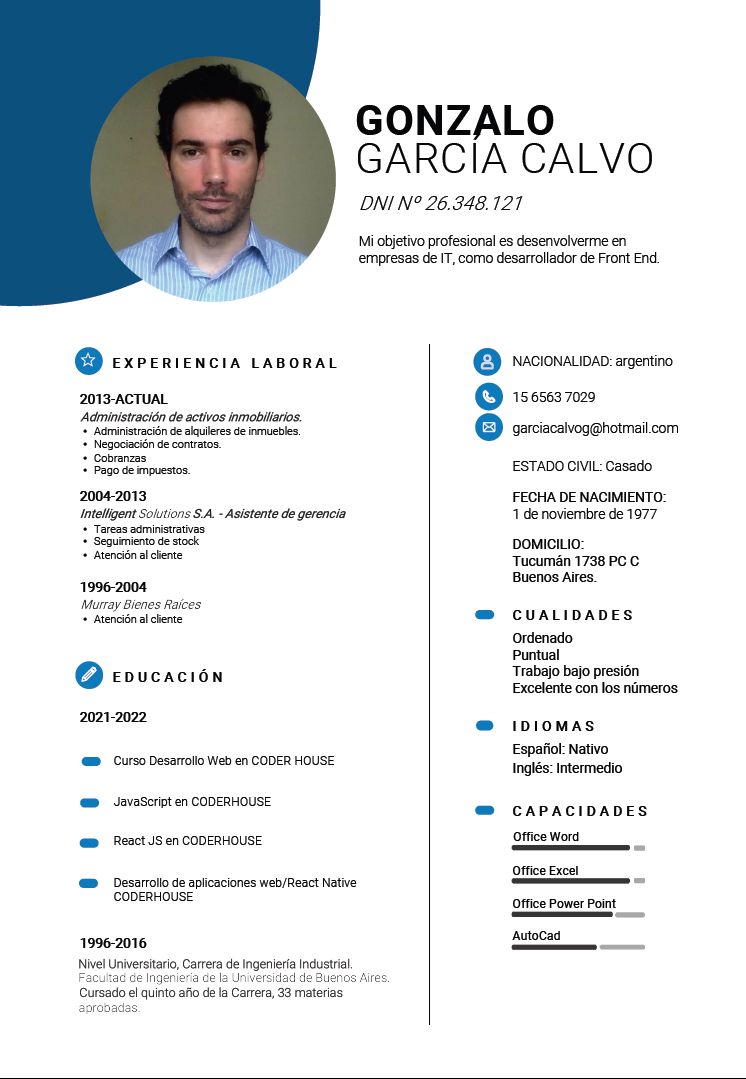 GONZALO
GARCÍA CALVO
DNI Nº 26.348.121
Mi objetivo profesional es desenvolverme en
empresas de IT, como desarrollador de Front End.
EXPERIENCIA LABORAL
2013-ACTUAL
Administración de activos inmobiliarios.
• Administración de alquileres de inmuebles.
• Negociación de contratos.
• Cobranzas
• Pago de impuestos.
2004-2013
Intelligent Solutions S.A. - Asistente de gerencia
• Tareas administrativas
• Seguimiento de stock
• Atención al cliente
1996-2004
Murray Bienes Raíces
• Atención al cliente
EDUCACIÓN
2021-2022
Curso Desarrollo Web en CODER HOUSE
JavaScript en CODERHOUSE
React JS en CODERHOUSE
Desarrollo de aplicaciones web/React Native
CODERHOUSE
1996-2016
Nivel Universitario, Carrera de Ingeniería Industrial.
Facultad de Ingeniería de la Universidad de Buenos Aires.
Cursado el quinto año de la Carrera, 33 materias
aprobadas.
NACIONALIDAD: argentino
15 6563 7029
garciacalvog@hotmail.com
ESTADO CIVIL: Casado
FECHA DE NACIMIENTO:
1 de noviembre de 1977
DOMICILIO:
Tucumán 1738 PC C
Buenos Aires.
CUALIDADES
Ordenado
Puntual
Trabajo bajo presión
Excelente con los números
IDIOMAS
Español: Nativo
Inglés: Intermedio
CAPACIDADES
Office Word
Office Excel
Office Power Point
AutoCad